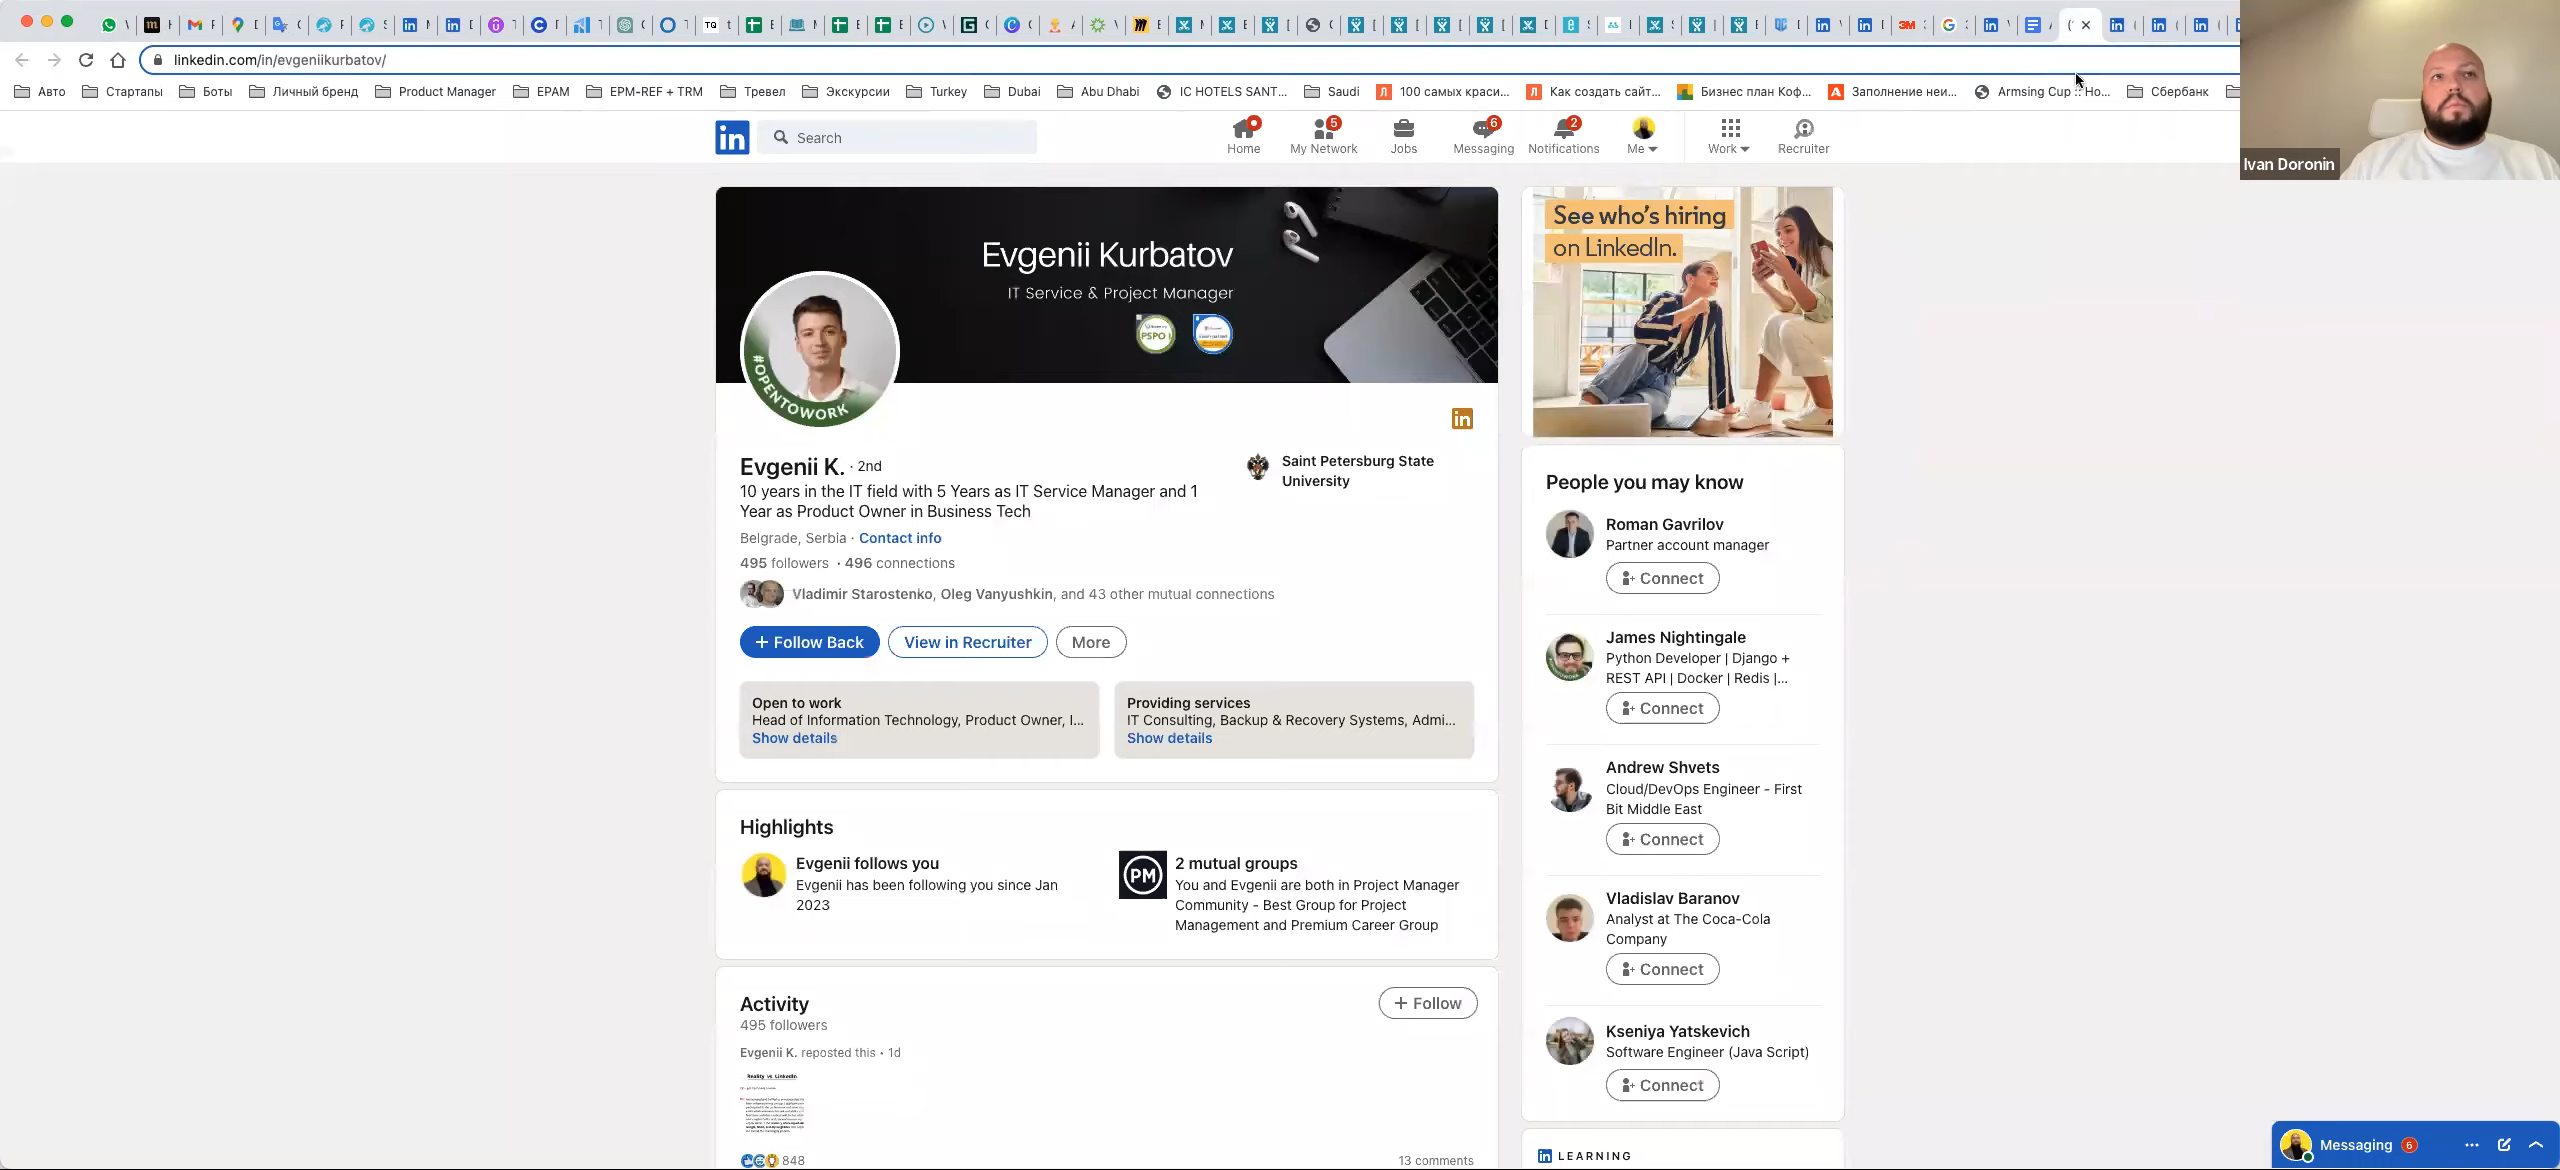 linkedin.com/in/evgeniikurbatov/
Авто
Стартапы
Боты
Личный бренд
Product Manager
EPAM
EPM-REF + TRM
Тревел
Экскурсии
Turkey
Dubai
Abu Dhabi
IC HOTELS SANT...
Saudi
100 самых краси...
Как создать сайт...
Бизнес план Коф...
Заполнение неи...
Armsing Cup :: Ho...
Сбербанк
Ivan Doronin
in
Search
Home
5
My Network
Jobs
6
Messaging
2
Notifications
Me
Work
Recruiter
Evgenii Kurbatov
IT Service & Project Manager
PSPO
#OPENTOWORK
in
Evgenii K. · 2nd
10 years in the IT field with 5 Years as IT Service Manager and 1
Year as Product Owner in Business Tech
Belgrade, Serbia · Contact info
495 followers · 496 connections
Vladimir Starostenko, Oleg Vanyushkin, and 43 other mutual connections
Saint Petersburg State
University
+ Follow Back
View in Recruiter
More
Open to work
Head of Information Technology, Product Owner, I...
Show details
Providing services
IT Consulting, Backup & Recovery Systems, Admi...
Show details
Highlights
Evgenii follows you
Evgenii has been following you since Jan
2023
PM
2 mutual groups
You and Evgenii are both in Project Manager
Community - Best Group for Project
Management and Premium Career Group
Activity
495 followers
+ Follow
Evgenii K. reposted this • 1d
Reality vs LinkedIn
848
13 comments
See who's hiring
on LinkedIn.
People you may know
Roman Gavrilov
Partner account manager
Connect
James Nightingale
Python Developer | Django +
REST API | Docker | Redis |...
Connect
Andrew Shvets
Cloud/DevOps Engineer - First
Bit Middle East
Connect
Vladislav Baranov
Analyst at The Coca-Cola
Company
Connect
Kseniya Yatskevich
Software Engineer (Java Script)
Connect
in LEARNING
Messaging 6